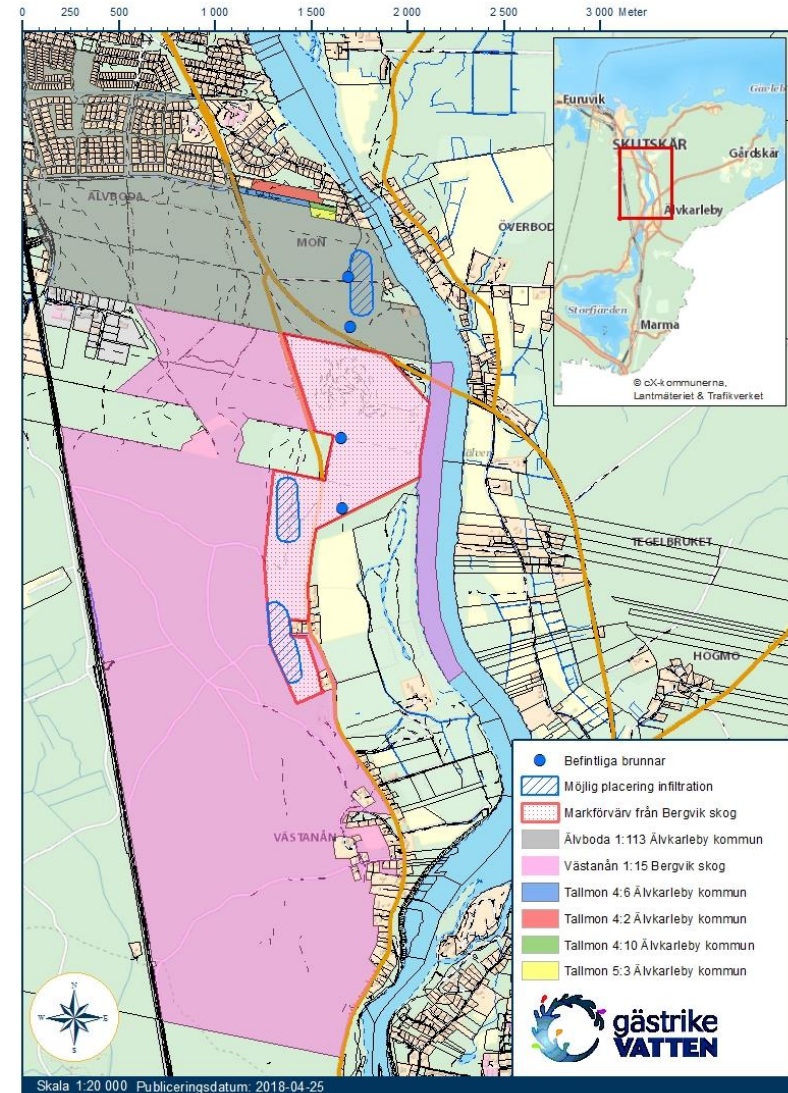 0 250 500 1 000 1 500 2 000 2 500 3 000 Meter
Furuvik
SKUTSKÄR
Gårdskär
Älvkarleby
Storfjärden
Marma
© cX-kommunerna,
Lantmäteriet & Trafikverket
ÄLVBODA
MON
ÖVERBOD
älven
TEGELBRUKET
HOGMO
VÄSTANÅN
Befintliga brunnar
Möjlig placering infiltration
Markförvärv från Bergvik skog
Älvboda 1:113 Älvkarleby kommun
Västanån 1:15 Bergvik skog
Tallmon 4:6 Älvkarleby kommun
Tallmon 4:2 Älvkarleby kommun
Tallmon 4:10 Älvkarleby kommun
Tallmon 5:3 Älvkarleby kommun
N
W E
S
gästrike
VATTEN
Skala 1:20 000 Publiceringsdatum: 2018-04-25